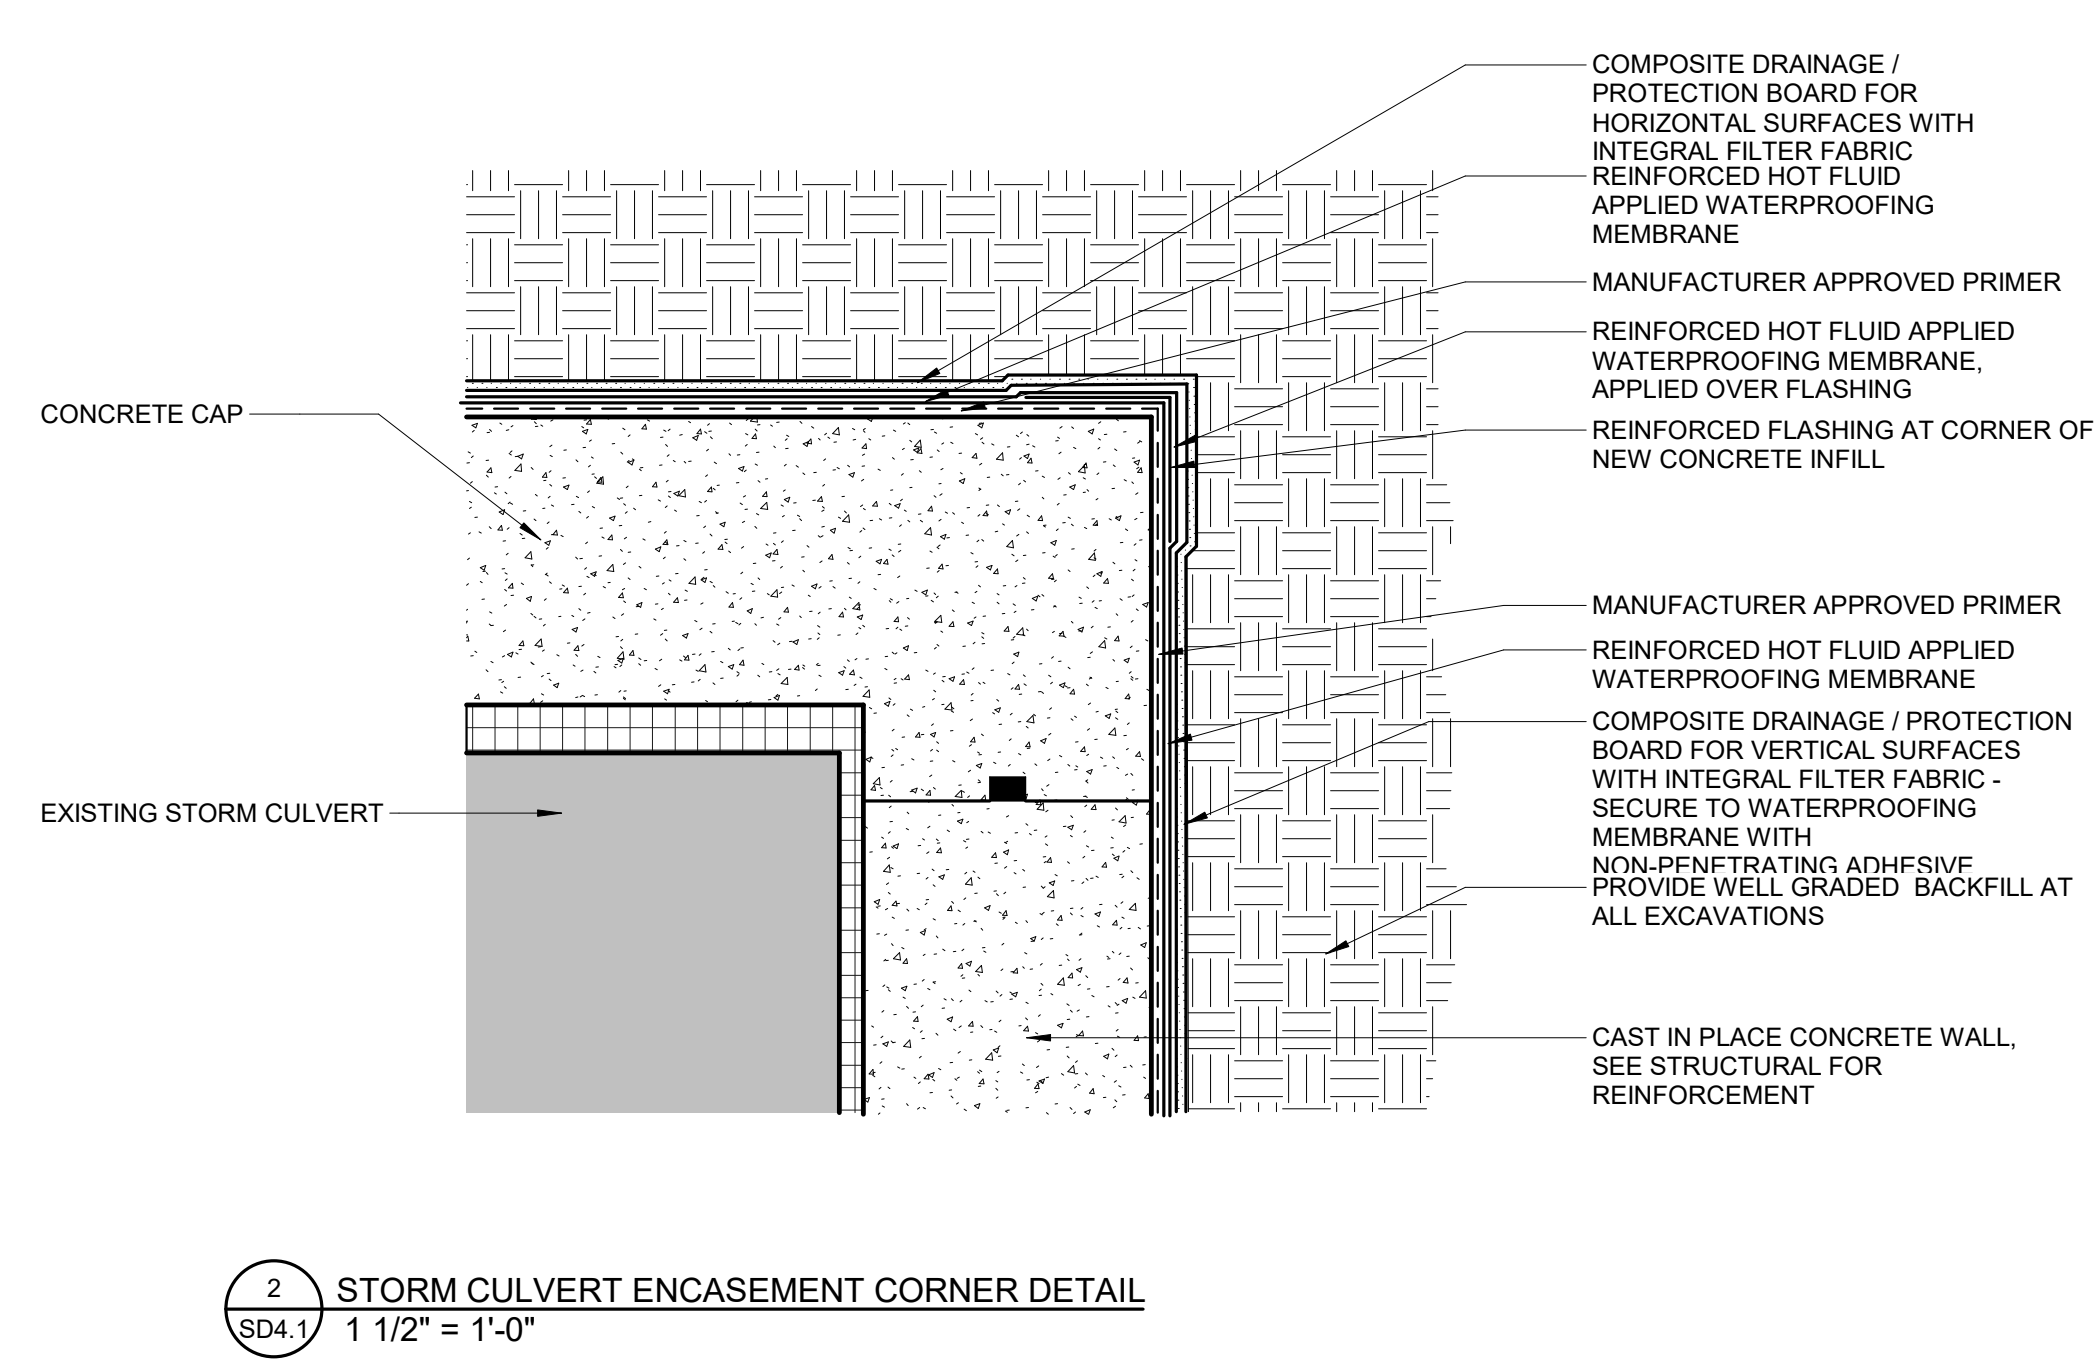 COMPOSITE DRAINAGE /
PROTECTION BOARD FOR
HORIZONTAL SURFACES WITH
INTEGRAL FILTER FABRIC
REINFORCED HOT FLUID
APPLIED WATERPROOFING
MEMBRANE
MANUFACTURER APPROVED PRIMER
REINFORCED HOT FLUID APPLIED
WATERPROOFING MEMBRANE,
APPLIED OVER FLASHING
REINFORCED FLASHING AT CORNER OF
NEW CONCRETE INFILL
CONCRETE CAP
MANUFACTURER APPROVED PRIMER
REINFORCED HOT FLUID APPLIED
WATERPROOFING MEMBRANE
COMPOSITE DRAINAGE / PROTECTION
BOARD FOR VERTICAL SURFACES
WITH INTEGRAL FILTER FABRIC -
SECURE TO WATERPROOFING
MEMBRANE WITH
NON-PENETRATING ADHESIVE
EXISTING STORM CULVERT
PROVIDE WELL GRADED BACKFILL AT
ALL EXCAVATIONS
CAST IN PLACE CONCRETE WALL,
SEE STRUCTURAL FOR
REINFORCEMENT
2
SD4.1
STORM CULVERT ENCASEMENT CORNER DETAIL
1 1/2" = 1'-0"